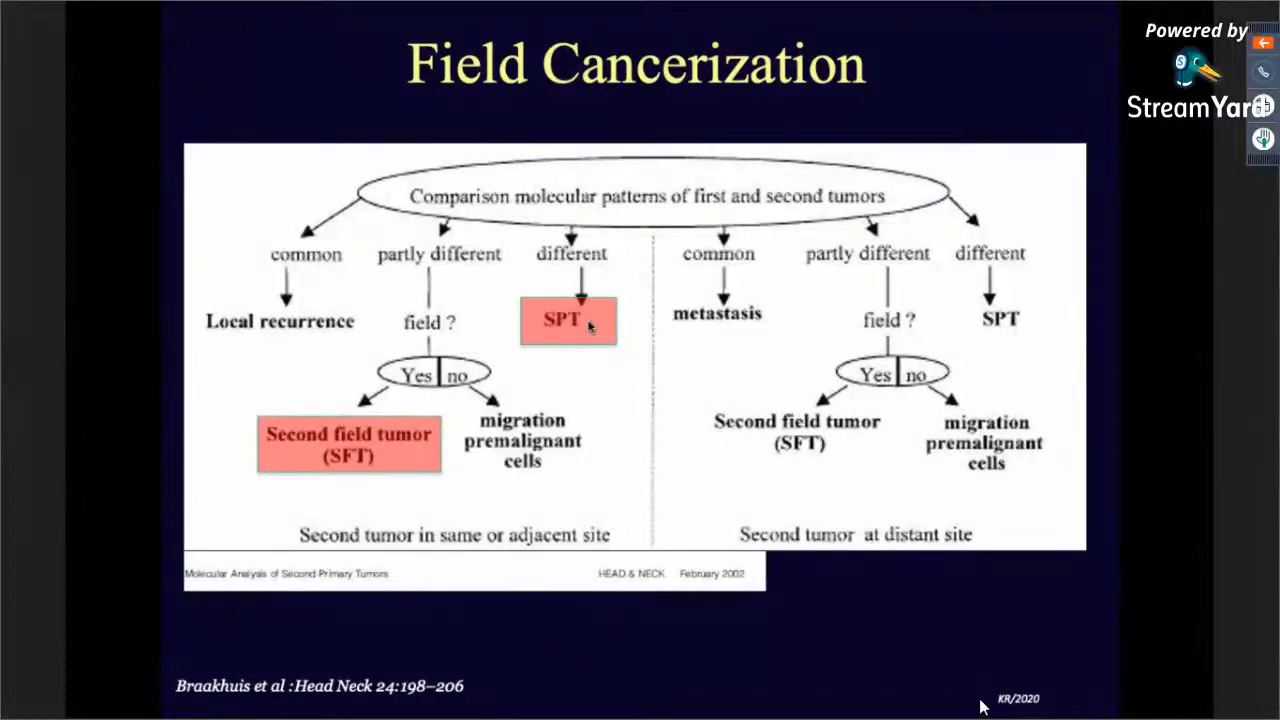 Field Cancerization
Powered by
StreamYard
Comparison molecular patterns of first and second tumors
common partly different different common partly different different
Local recurrence field ? SPT metastasis field ? SPT
Yes no Yes no
Second field tumor
(SFT)
migration
premalignant
cells
Second field tumor
(SFT)
migration
premalignant
cells
Second tumor in same or adjacent site Second tumor at distant site
Molecular Analysis of Second Primary Tumors HEAD & NECK February 2002
Braakhuis et al :Head Neck 24:198–206
KR/2020